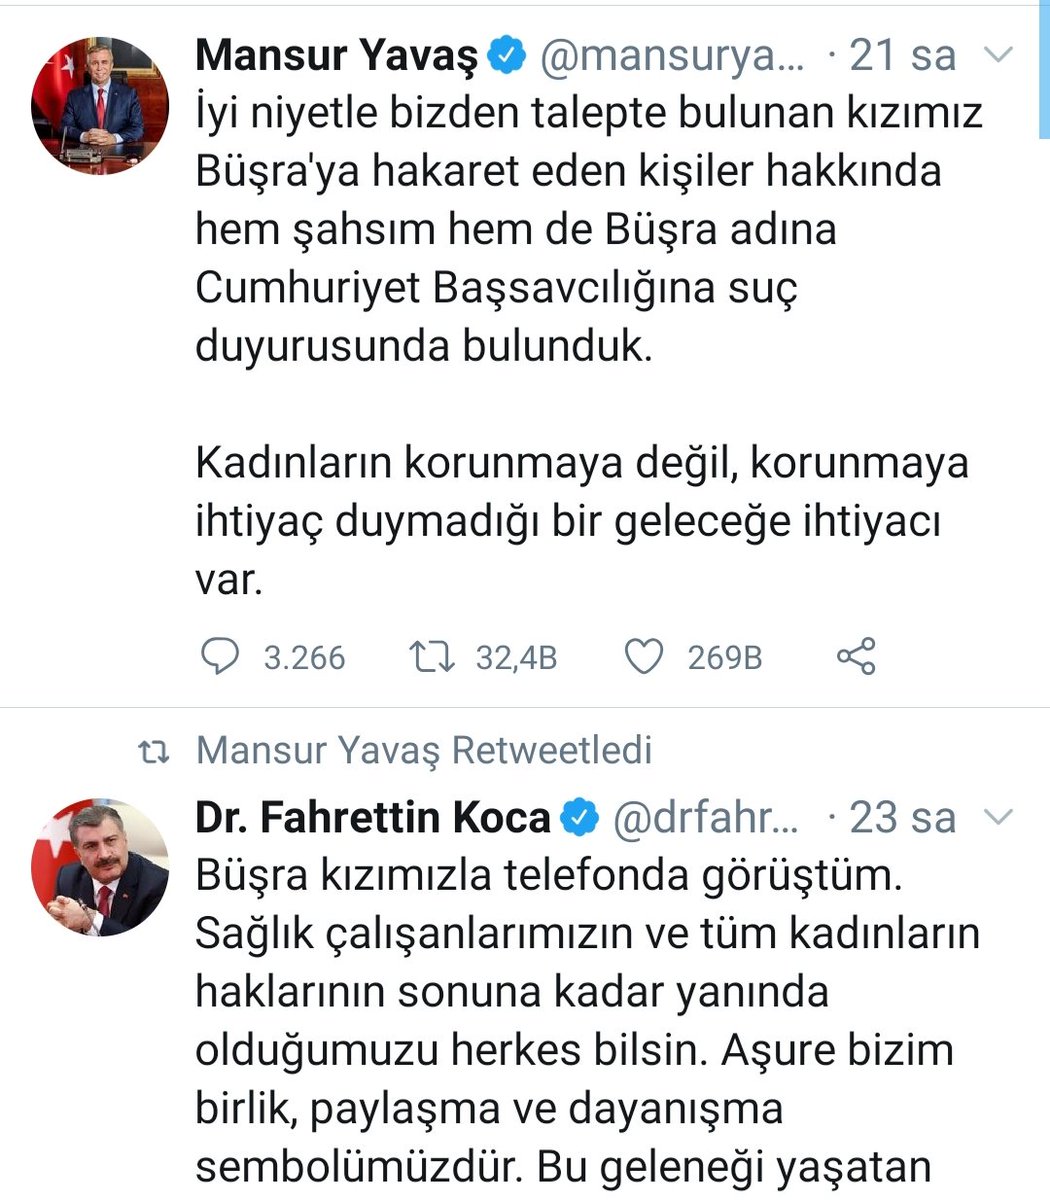 Mansur Yavaş @mansurya... · 21 sa
İyi niyetle bizden talepte bulunan kızımız
Büşra'ya hakaret eden kişiler hakkında
hem şahsım hem de Büşra adına
Cumhuriyet Başsavcılığına suç
duyurusunda bulunduk.
Kadınların korunmaya değil, korunmaya
ihtiyaç duymadığı bir geleceğe ihtiyacı
var.
3.266 32,4B 269B
Mansur Yavaş Retweetledi
Dr. Fahrettin Koca @drfahr... · 23 sa
Büşra kızımızla telefonda görüştüm.
Sağlık çalışanlarımızın ve tüm kadınların
haklarının sonuna kadar yanında
olduğumuzu herkes bilsin. Aşure bizim
birlik, paylaşma ve dayanışma
sembolümüzdür. Bu geleneği yaşatan